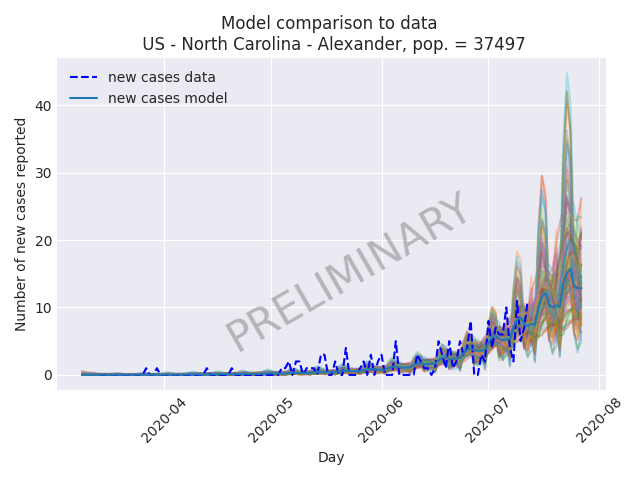 Model comparison to data
US - North Carolina - Alexander, pop. = 37497
new cases data
new cases model
PRELIMINARY
Number of new cases reported
40
30
20
10
0
2020-04
2020-05
2020-06
2020-07
2020-08
Day